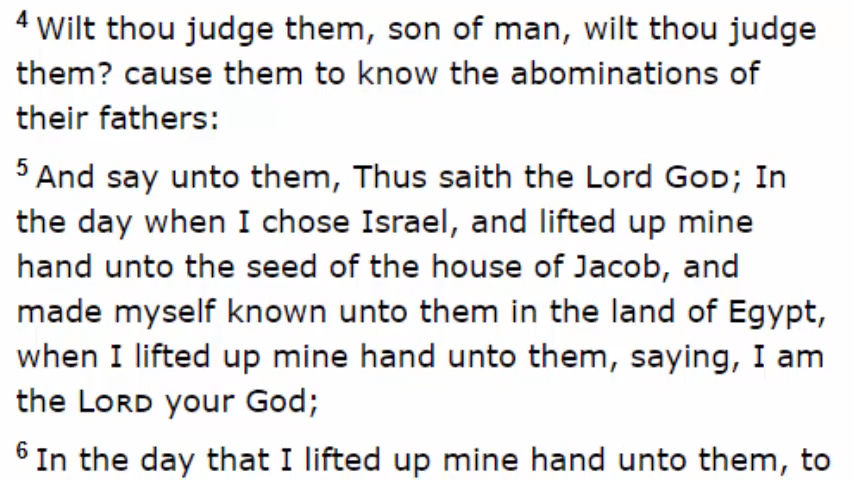 4 Wilt thou judge them, son of man, wilt thou judge
them? cause them to know the abominations of
their fathers:
5 And say unto them, Thus saith the Lord GOD; In
the day when I chose Israel, and lifted up mine
hand unto the seed of the house of Jacob, and
made myself known unto them in the land of Egypt,
when I lifted up mine hand unto them, saying, I am
the LORD your God;
6 In the day that I lifted up mine hand unto them, to